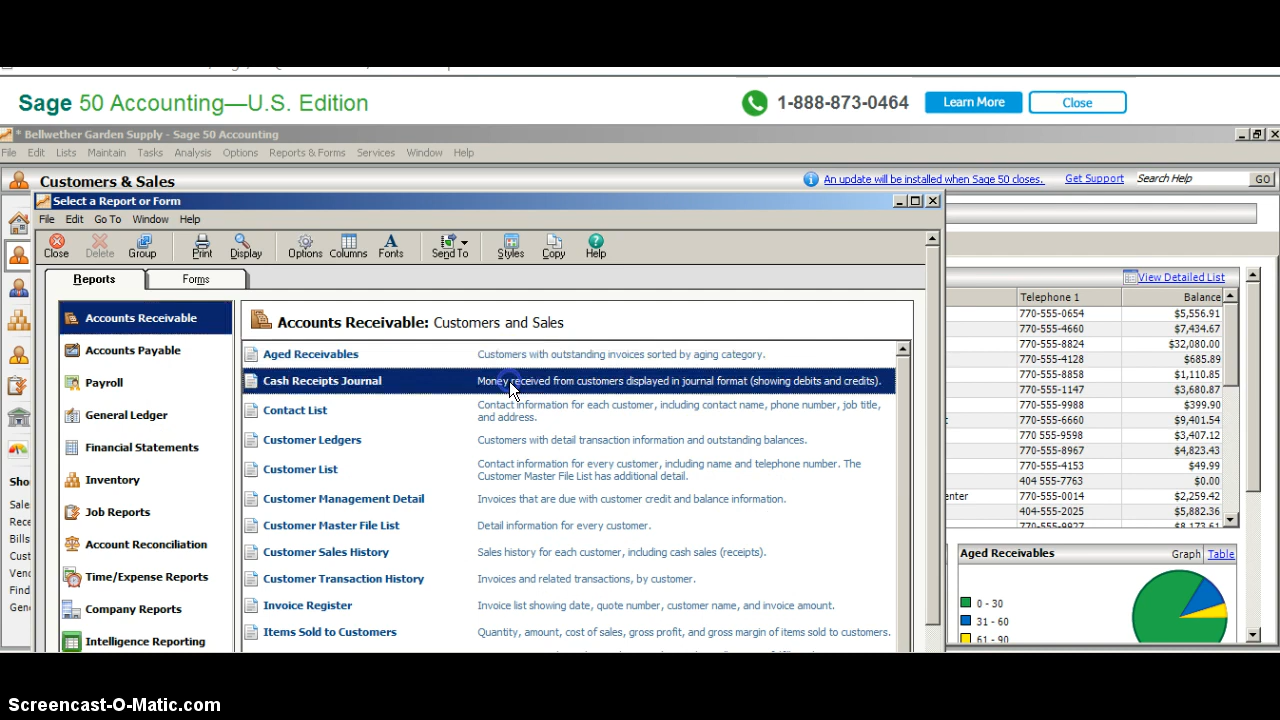 Sage 50 Accounting—U.S. Edition
1-888-873-0464
Learn More
Close
* Bellwether Garden Supply - Sage 50 Accounting
File Edit Lists Maintain Tasks Analysis Options Reports & Forms Services Window Help
Customers & Sales
An update will be installed when Sage 50 closes.
Get Support
Search Help
GO
Select a Report or Form
File Edit Go To Window Help
Close Delete Group Print Display Options Columns Fonts Send To Styles Copy Help
Reports Forms
Accounts Receivable
Accounts Payable
Payroll
General Ledger
Financial Statements
Inventory
Job Reports
Account Reconciliation
Time/Expense Reports
Company Reports
Intelligence Reporting
Accounts Receivable: Customers and Sales
Aged Receivables Customers with outstanding invoices sorted by aging category.
Cash Receipts Journal Money received from customers displayed in journal format (showing debits and credits).
Contact List Contact information for each customer, including contact name, phone number, job title,
and address.
Customer Ledgers Customers with detail transaction information and outstanding balances.
Customer List Contact information for every customer, including name and telephone number. The
Customer Master File List has additional detail.
Customer Management Detail Invoices that are due with customer credit and balance information.
Customer Master File List Detail information for every customer.
Customer Sales History Sales history for each customer, including cash sales (receipts).
Customer Transaction History Invoices and related transactions, by customer.
Invoice Register Invoice list showing date, quote number, customer name, and invoice amount.
Items Sold to Customers Quantity, amount, cost of sales, gross profit, and gross margin of items sold to customers.
View Detailed List
Telephone 1 Balance
770-555-0654 $5,556.91
770-555-4660 $7,434.67
770-555-8824 $32,080.00
770-555-4128 $685.89
770-555-8858 $1,110.85
770-555-1147 $3,680.87
770-555-9988 $399.90
770-555-6660 $9,401.54
770 555-9598 $3,407.12
770-555-8967 $4,823.43
770-555-4153 $49.99
404 555-7763 $0.00
enter 770-555-0014 $2,259.42
404-555-2025 $5,882.36
770-555-9927 $8,173.61
Aged Receivables Graph Table
0 - 30
31 - 60
61 - 90
Sho
Sale
Rece
Bills
Cust
Vend
Find
Gene
Screencast-O-Matic.com